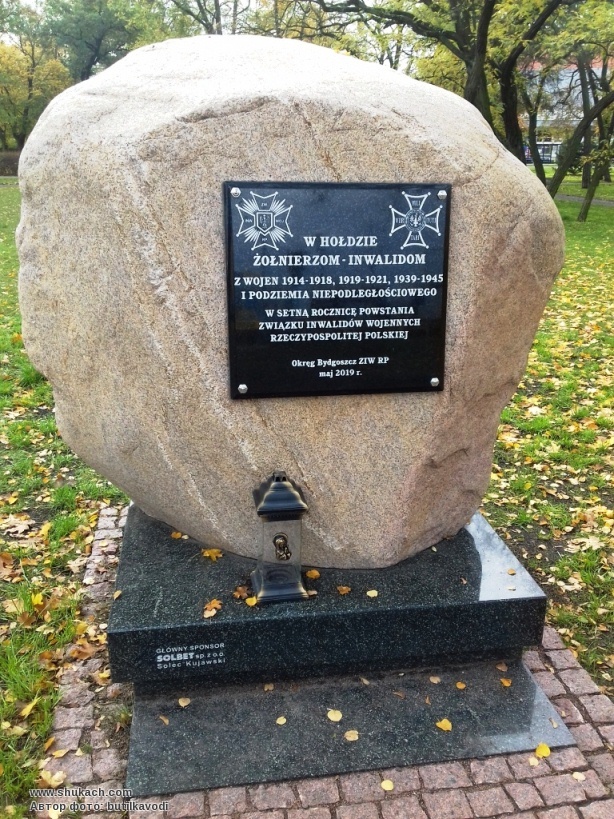 W HOŁDZIE
ŻOŁNIERZOM - INWALIDOM
Z WOJEN 1914-1918, 1919-1921, 1939-1945
I PODZIEMIA NIEPODLEGŁOŚCIOWEGO
W SETNĄ ROCZNICĘ POWSTANIA
ZWIĄZKU INWALIDÓW WOJENNYCH
RZECZYPOSPOLITEJ POLSKIEJ
Okręg Bydgoszcz ZIW RP
maj 2019 r.
GŁÓWNY SPONSOR
SOLBET sp. z o.o.
Solec Kujawski
www.shukach.com
Автор фото: butilkavodi